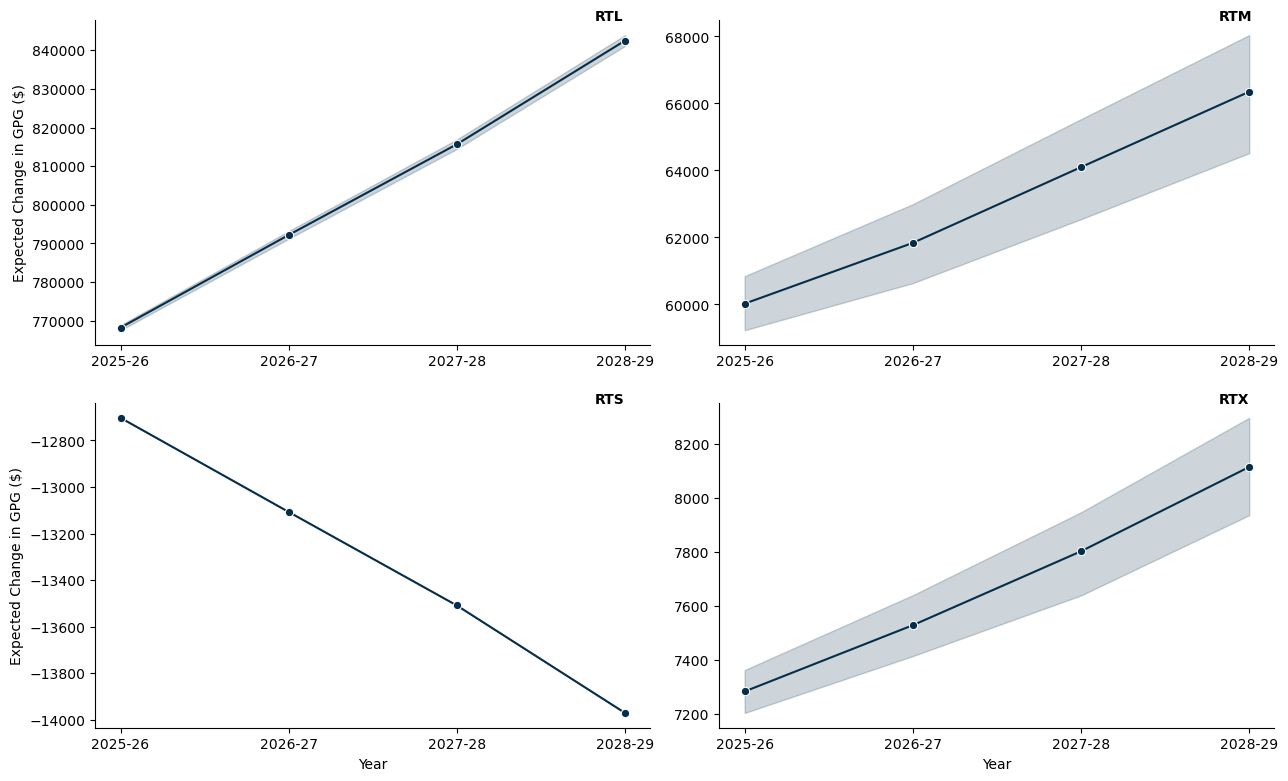 RTL
Expected Change in GPG ($)
840000
830000
820000
810000
800000
790000
780000
770000
2025-26 2026-27 2027-28 2028-29
RTM
68000
66000
64000
62000
60000
2025-26 2026-27 2027-28 2028-29
RTS
Expected Change in GPG ($)
−12800
−13000
−13200
−13400
−13600
−13800
−14000
2025-26 2026-27 2027-28 2028-29
Year
RTX
8200
8000
7800
7600
7400
7200
2025-26 2026-27 2027-28 2028-29
Year